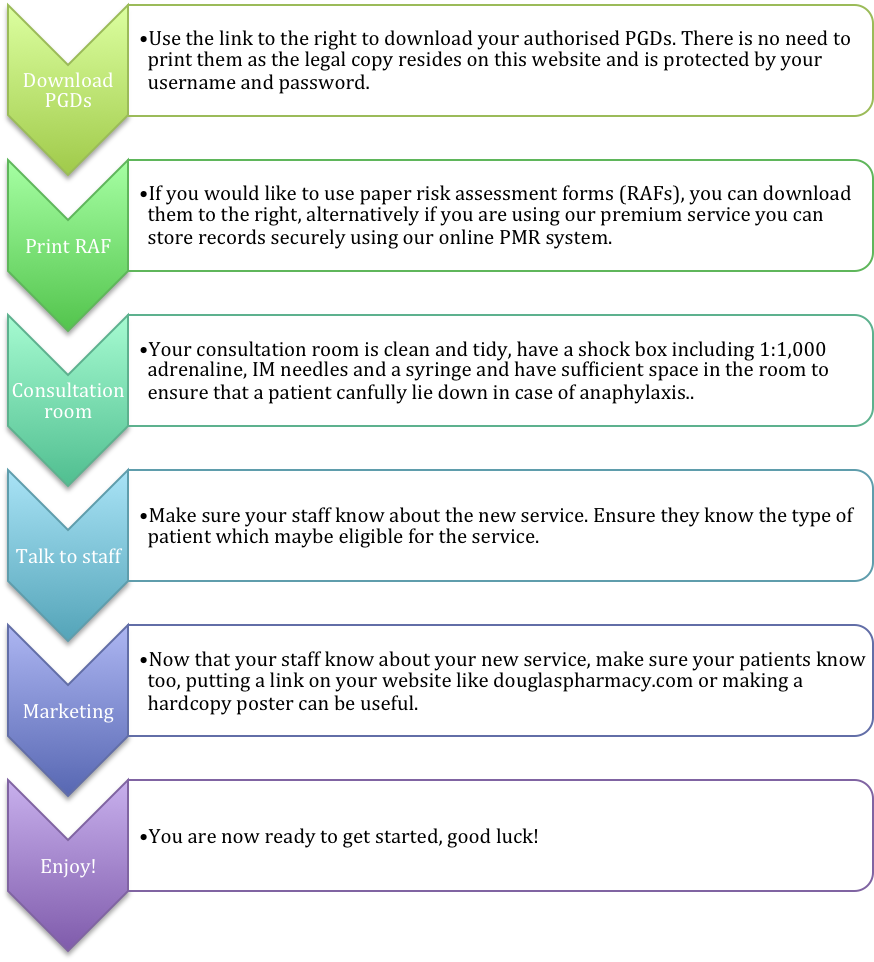 Download
PGDs
•Use the link to the right to download your authorised PGDs. There is no need to
print them as the legal copy resides on this website and is protected by your
username and password.
Print RAF
•If you would like to use paper risk assessment forms (RAFs), you can download
them to the right, alternatively if you are using our premium service you can
store records securely using our online PMR system.
Consultation
room
•Your consultation room is clean and tidy, have a shock box including 1:1,000
adrenaline, IM needles and a syringe and have sufficient space in the room to
ensure that a patient canfully lie down in case of anaphylaxis..
Talk to staff
•Make sure your staff know about the new service. Ensure they know the type of
patient which maybe eligible for the service.
Marketing
•Now that your staff know about your new service, make sure your patients know
too, putting a link on your website like douglaspharmacy.com or making a
hardcopy poster can be useful.
Enjoy!
•You are now ready to get started, good luck!